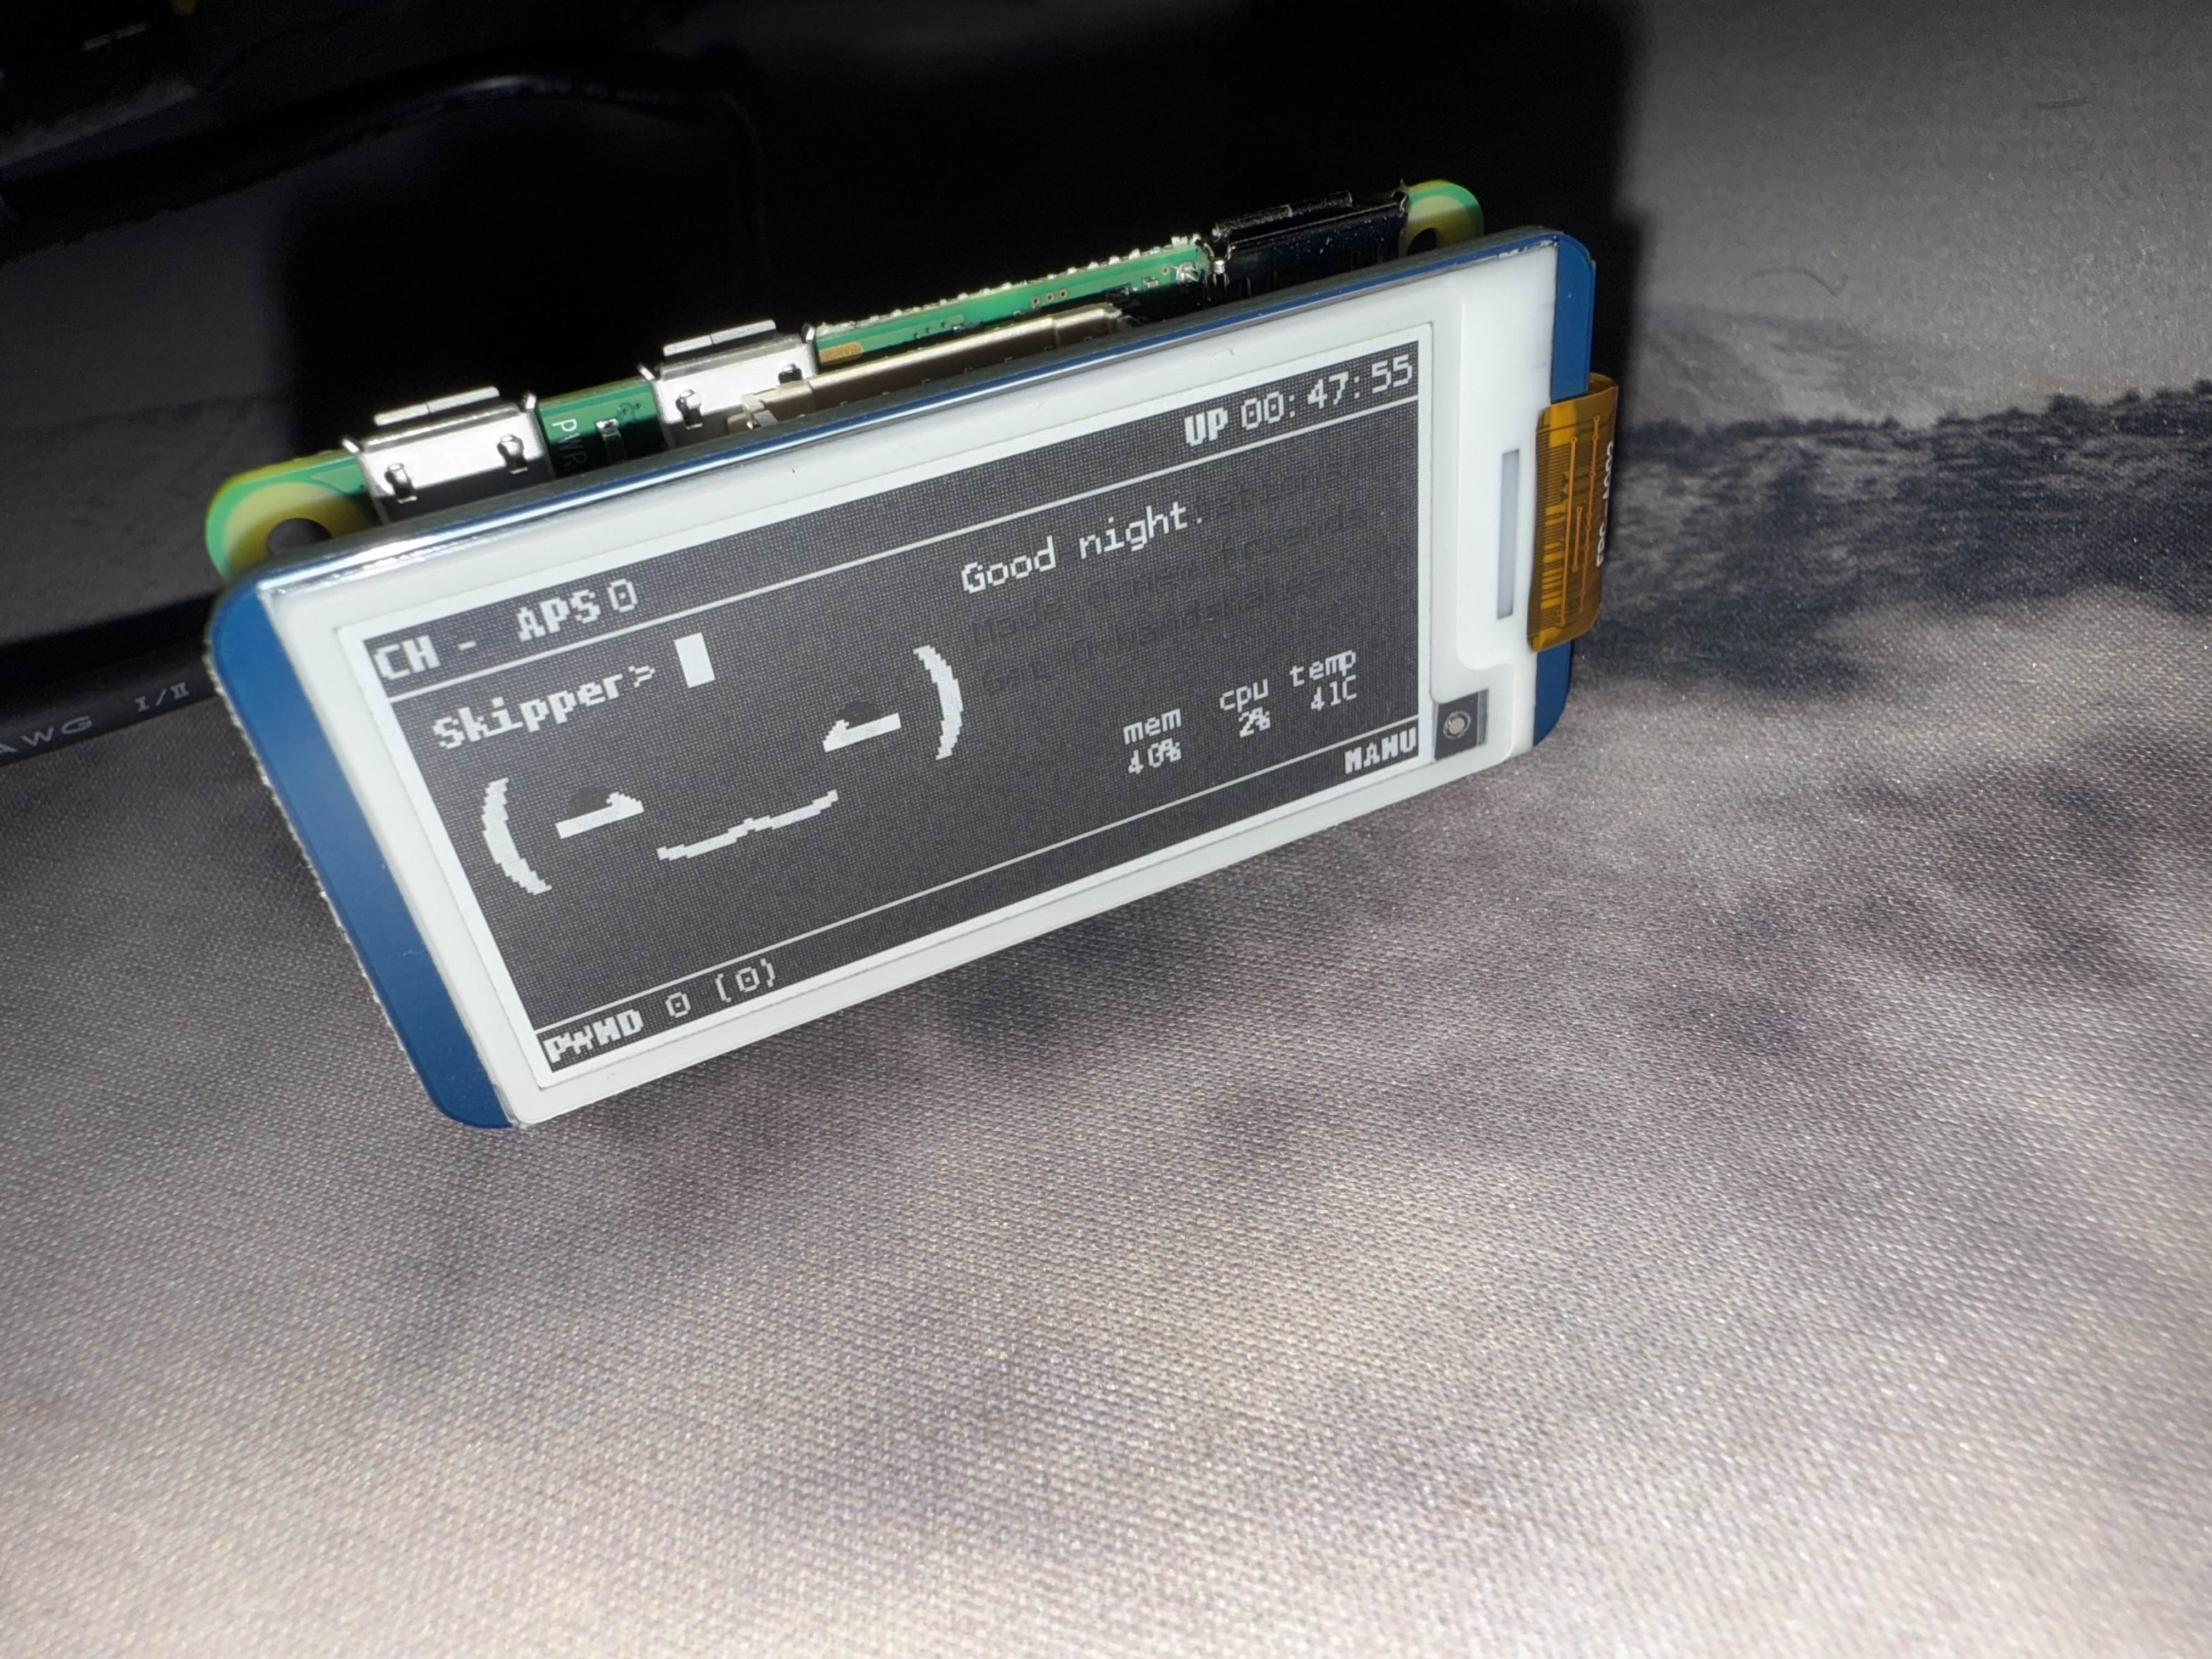 CH - APS 0
UP 00:47:55
Skipper>
Good night.
mem cpu temp
40% 2% 41C
PWND 0 (0)
MANU
PWR
AWG I/II